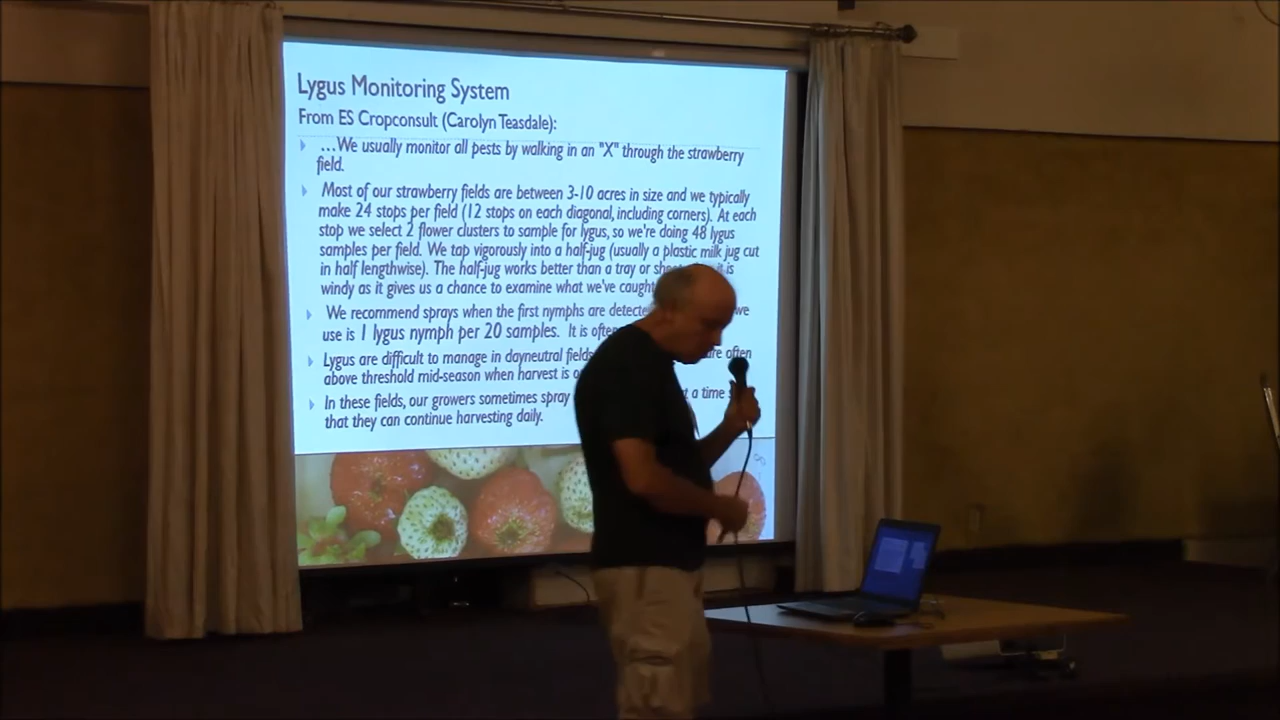 Lygus Monitoring System
From ES Cropconsult (Carolyn Teasdale):
...We usually monitor all pests by walking in an "X" through the strawberry
field.
Most of our strawberry fields are between 3-10 acres in size and we typically
make 24 stops per field (12 stops on each diagonal, including corners). At each
stop we select 2 flower clusters to sample for lygus, so we're doing 48 lygus
samples per field. We tap vigorously into a half-jug (usually a plastic milk jug cut
in half lengthwise). The half-jug works better than a tray or it is
windy as it gives us a chance to examine what we've caught
We recommend sprays when the first nymphs are we
use is 1 lygus nymph per 20 samples. It is
Lygus are difficult to manage in dayneutral are often
above threshold mid-season when harvest is
In these fields, our growers sometimes spray at a time
that they can continue harvesting daily.